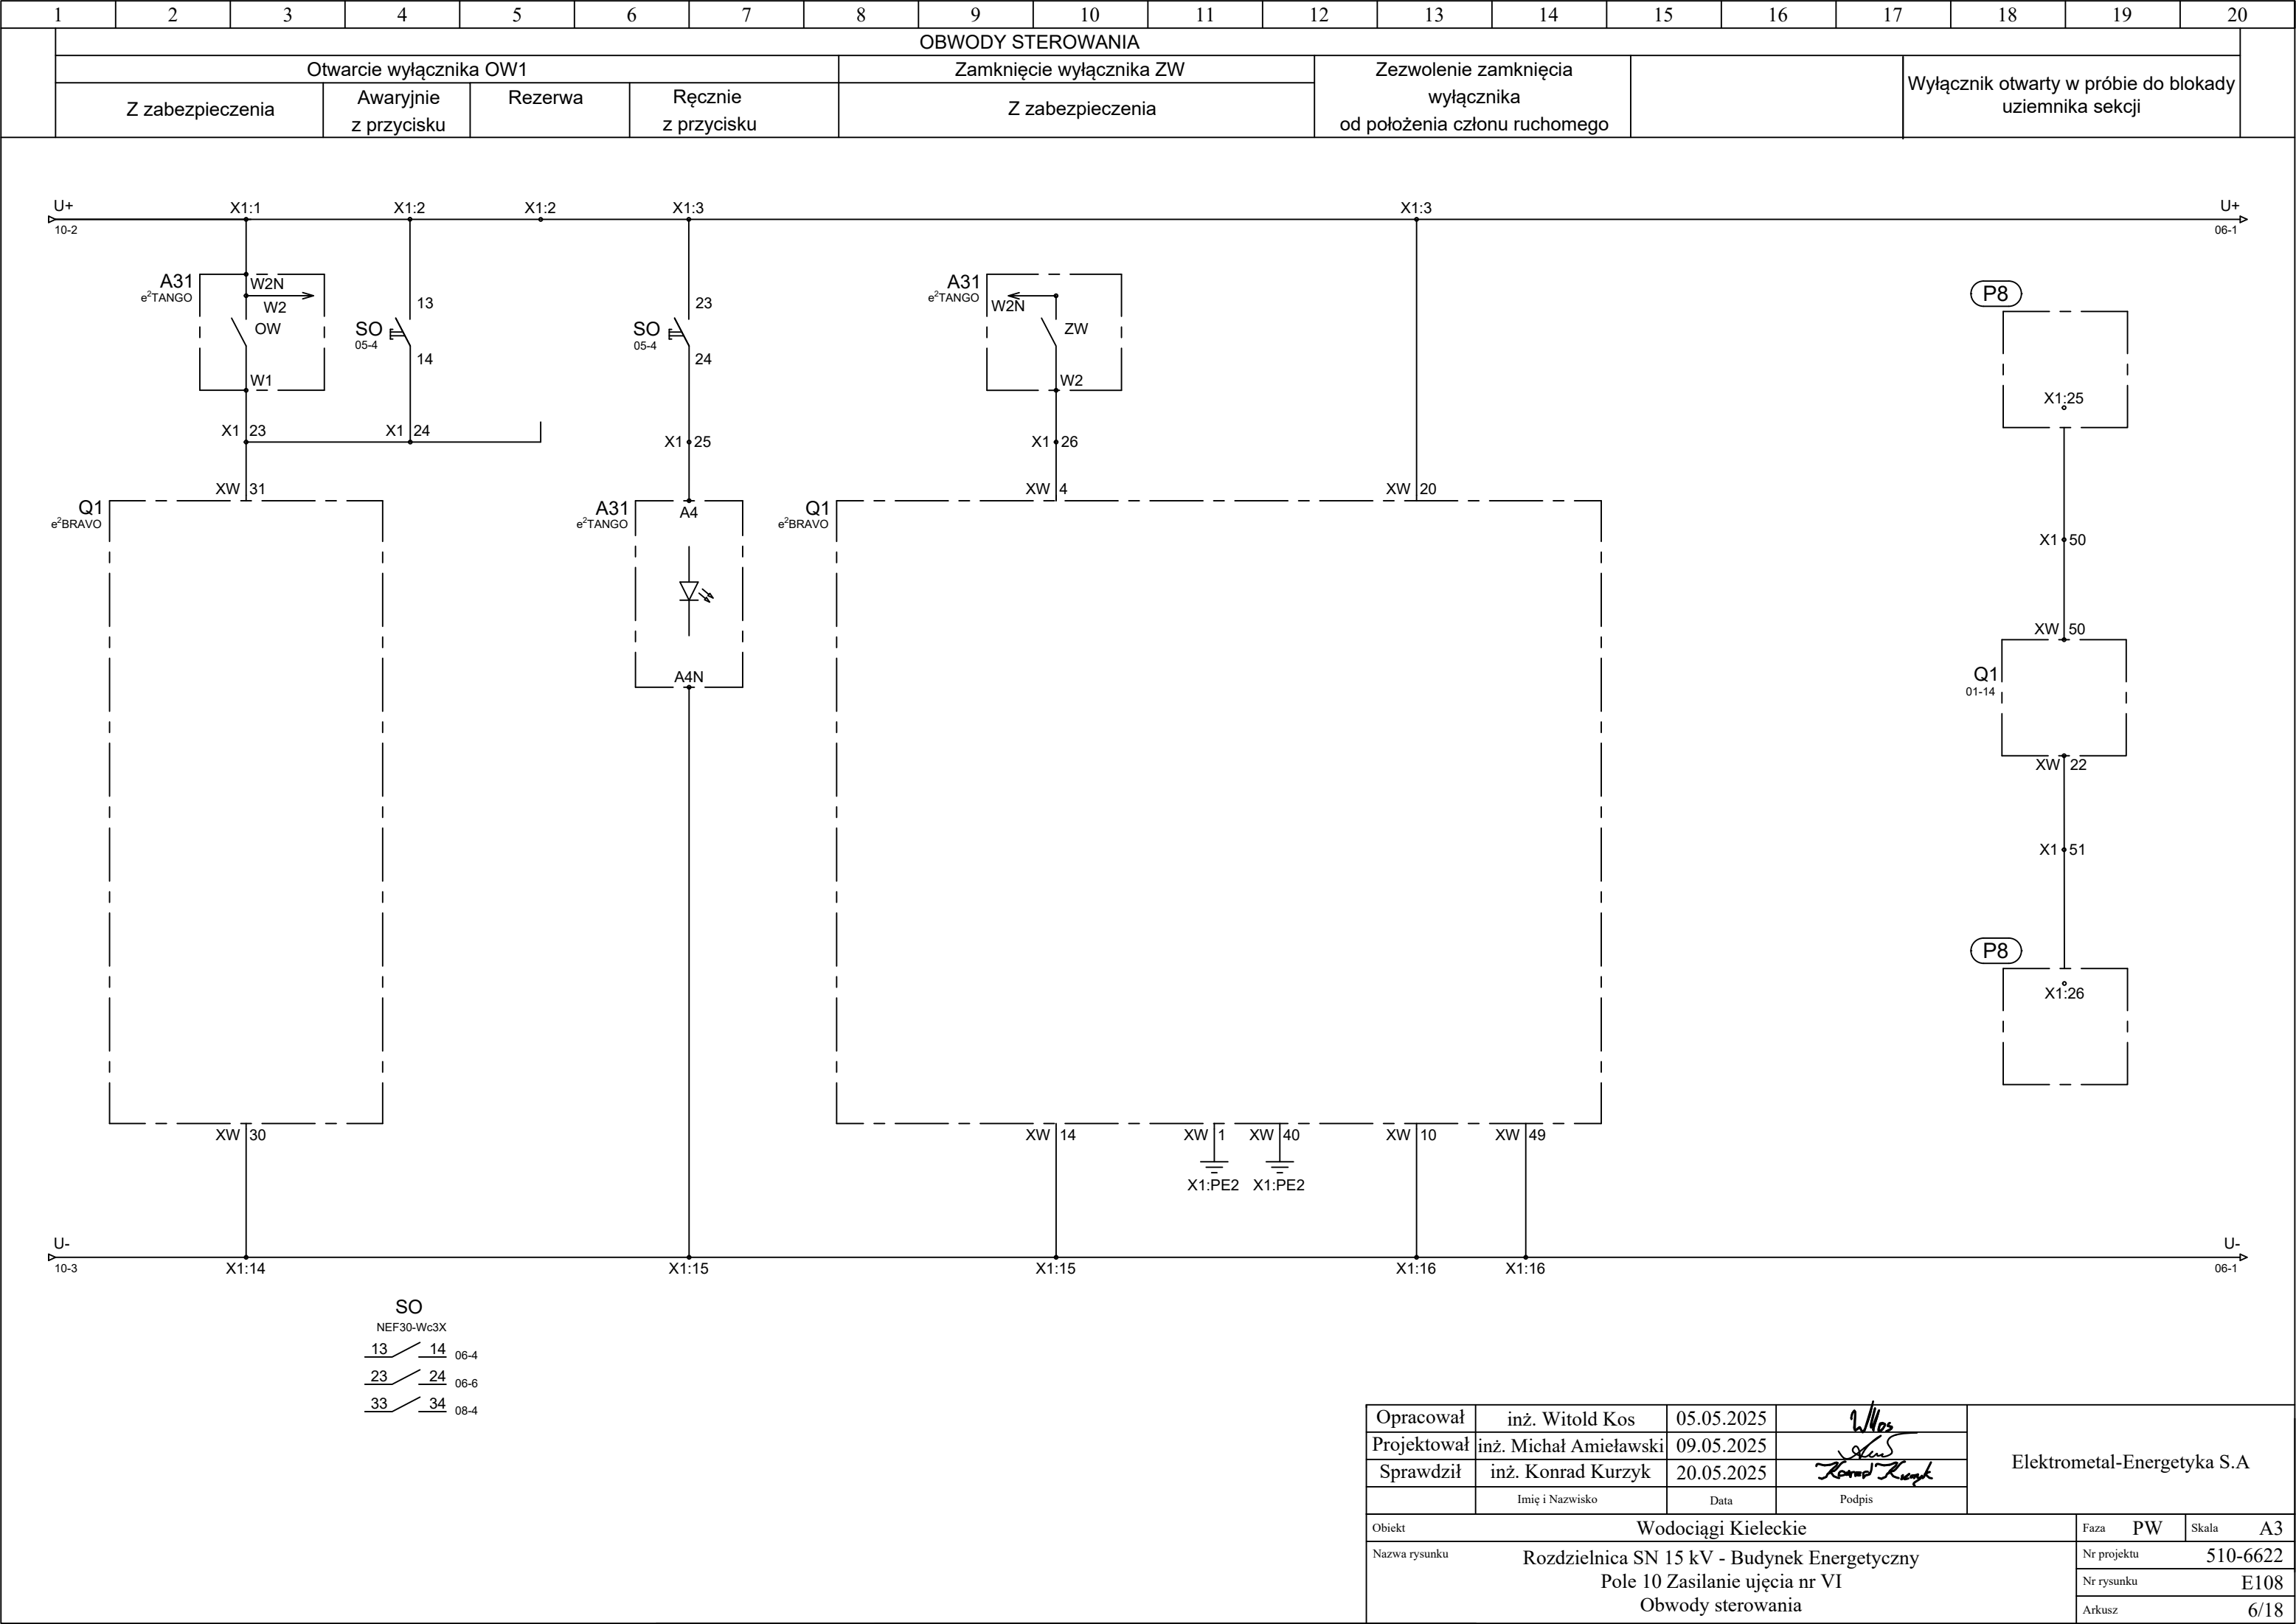 1 2 3 4 5 6 7 8 9 10 11 12 13 14 15 16 17 18 19 20
OBWODY STEROWANIA
Otwarcie wyłącznika OW1
Zamknięcie wyłącznika ZW
Zezwolenie zamknięcia
wyłącznika
od położenia członu ruchomego
Wyłącznik otwarty w próbie do blokady
uziemnika sekcji
Z zabezpieczenia
Awaryjnie
z przycisku
Rezerwa
Ręcznie
z przycisku
Z zabezpieczenia
U+
10-2
X1:1
X1:2
X1:2
X1:3
X1:3
U+
06-1
A31
e²TANGO
W2N
W2
OW
W1
X1 23
XW 31
Q1
e²BRAVO
XW 30
SO
05-4
13
14
X1 24
SO
05-4
23
24
X1 25
A31
e²TANGO
A4
A4N
A31
e²TANGO
W2N
ZW
W2
X1 26
XW 4
XW 20
Q1
e²BRAVO
XW 14
XW 1
XW 40
XW 10
XW 49
X1:PE2
X1:PE2
P8
X1:25
X1 50
XW 50
Q1
01-14
XW 22
X1 51
P8
X1:26
U-
10-3
X1:14
X1:15
X1:15
X1:16
X1:16
U-
06-1
SO
NEF30-Wc3X
13 14 06-4
23 24 06-6
33 34 08-4
Opracował inż. Witold Kos 05.05.2025
Projektował inż. Michał Amieławski 09.05.2025
Sprawdził inż. Konrad Kurzyk 20.05.2025 Konrad Kurzyk
Imię i Nazwisko Data Podpis
Elektrometal-Energetyka S.A
Obiekt Wodociągi Kieleckie
Faza PW Skala A3
Nazwa rysunku
Rozdzielnica SN 15 kV - Budynek Energetyczny
Pole 10 Zasilanie ujęcia nr VI
Obwody sterowania
Nr projektu 510-6622
Nr rysunku E108
Arkusz 6/18